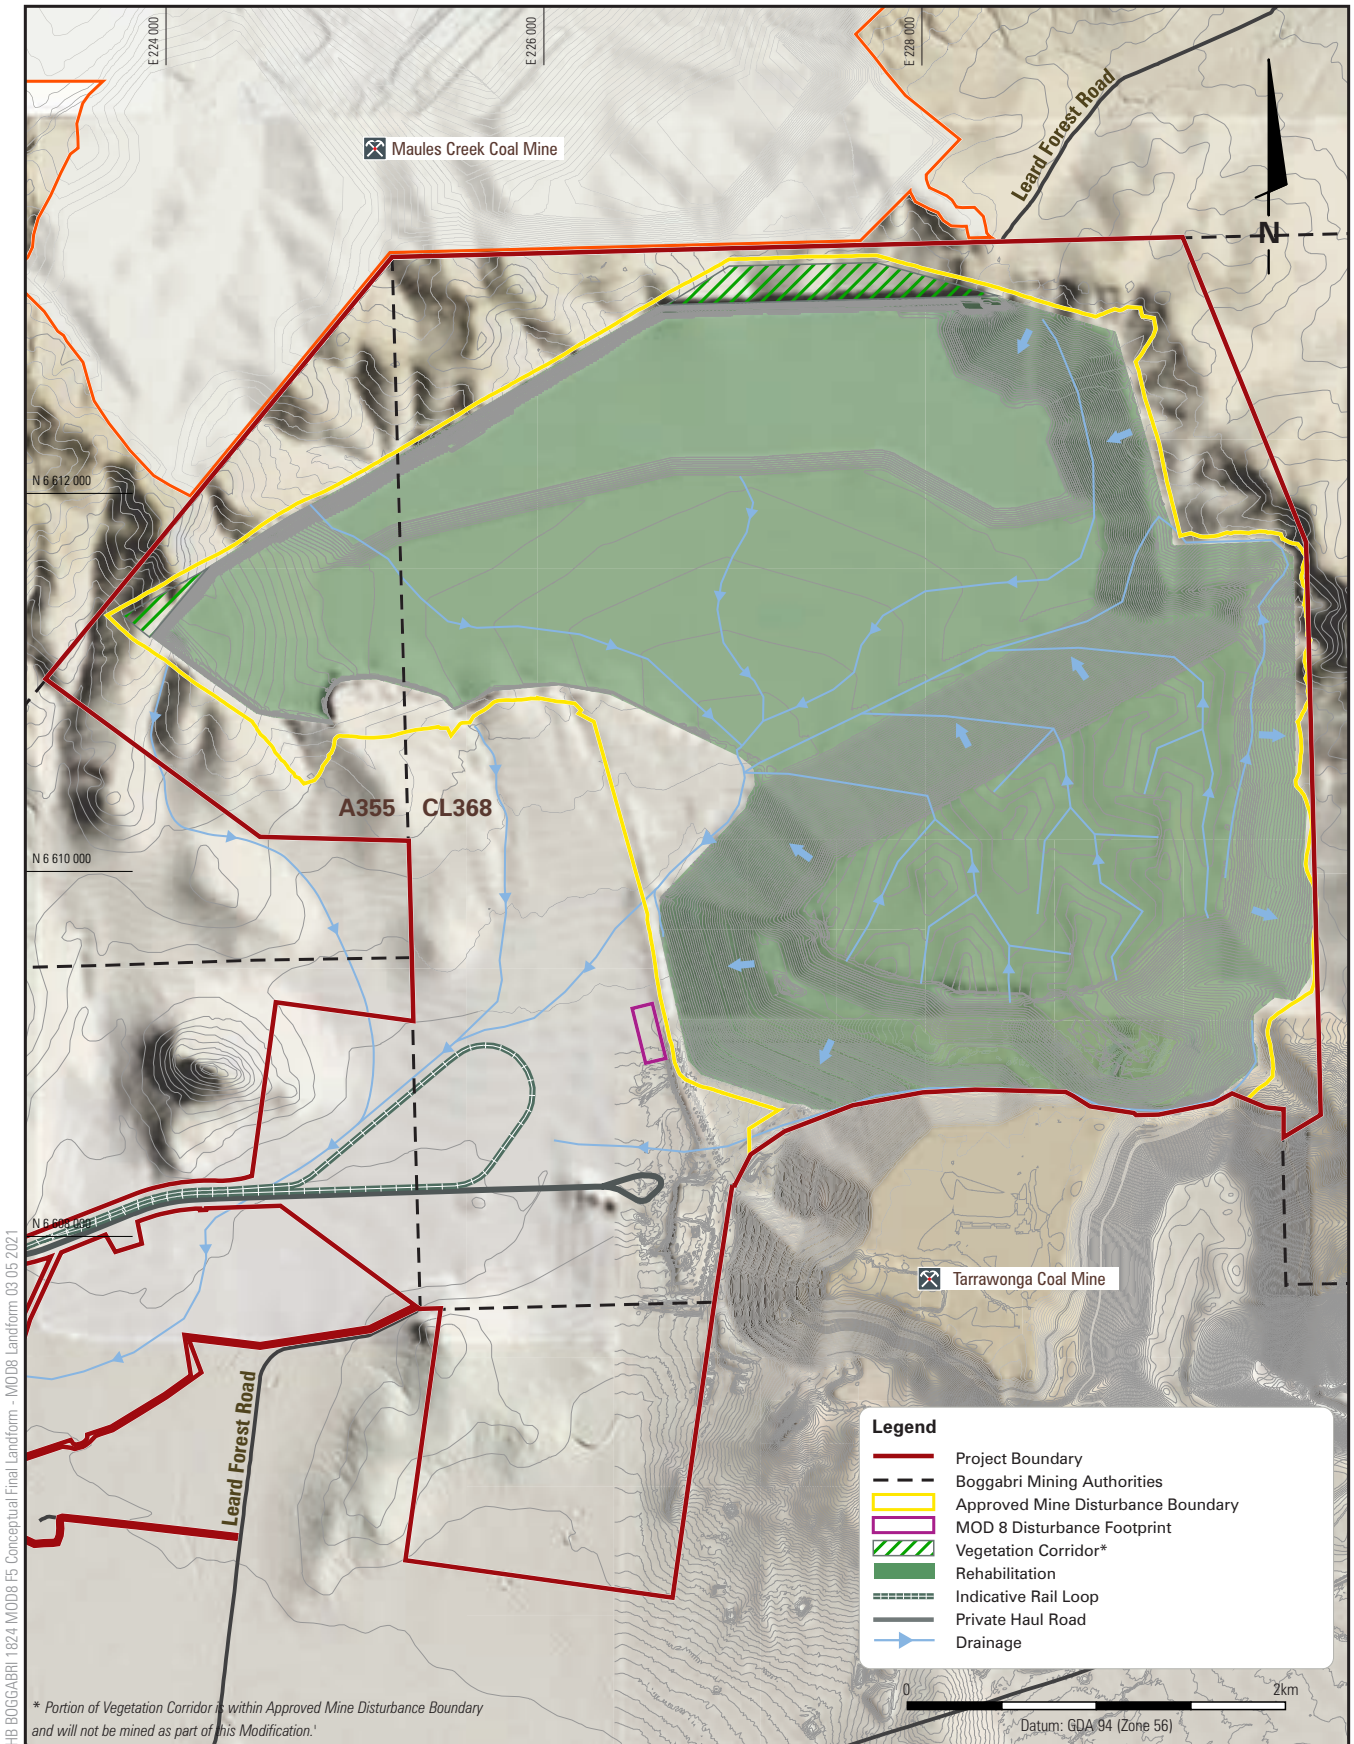 E 224 000
E 226 000
E 228 000
Leard Forest Road
Maules Creek Coal Mine
N
N 6 612 000
A355
CL368
N 6 610 000
N 6 608 000
Tarrawonga Coal Mine
Leard Forest Road
Legend
Project Boundary
Boggabri Mining Authorities
Approved Mine Disturbance Boundary
MOD 8 Disturbance Footprint
Vegetation Corridor*
Rehabilitation
Indicative Rail Loop
Private Haul Road
Drainage
0 2km
Datum: GDA 94 (Zone 56)
* Portion of Vegetation Corridor is within Approved Mine Disturbance Boundary
and will not be mined as part of this Modification.'
HB BOGGABRI 1824 MOD8 F5 Conceptual Final Landform - MOD8 Landform 03 05 2021